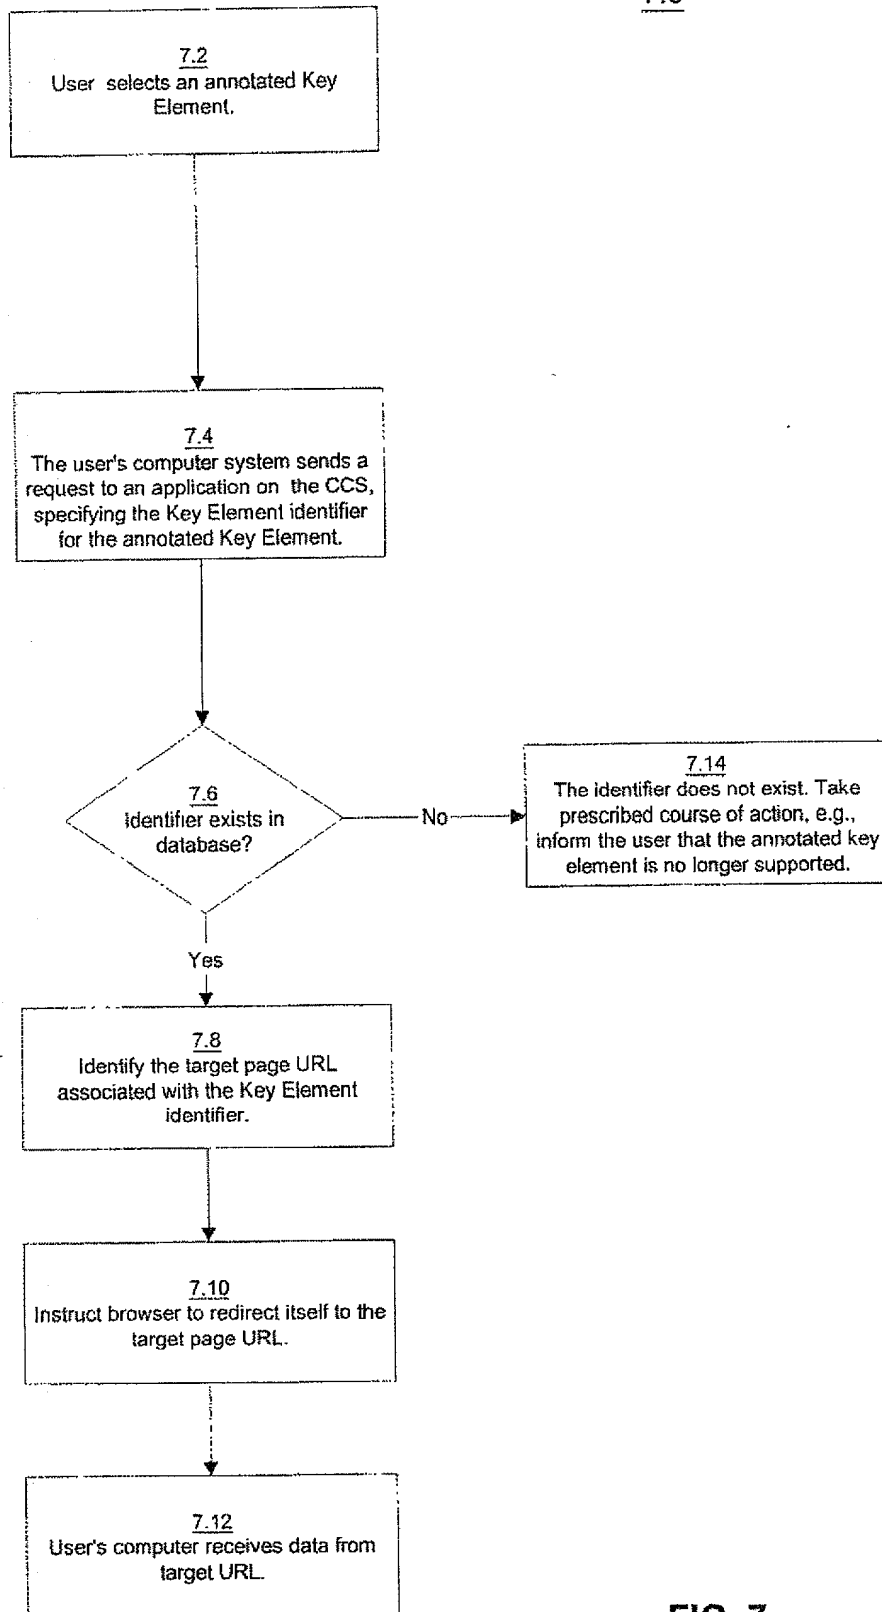 7.2
User selects an annotated Key
Element.
7.4
The user's computer system sends a
request to an application on the CCS,
specifying the Key Element identifier
for the annotated Key Element.
7.6
Identifier exists in
database?
No
7.14
The identifier does not exist. Take
prescribed course of action, e.g.,
inform the user that the annotated key
element is no longer supported.
Yes
7.8
Identify the target page URL
associated with the Key Element
identifier.
7.10
Instruct browser to redirect itself to the
target page URL.
7.12
User's computer receives data from
target URL.
FIG. 7